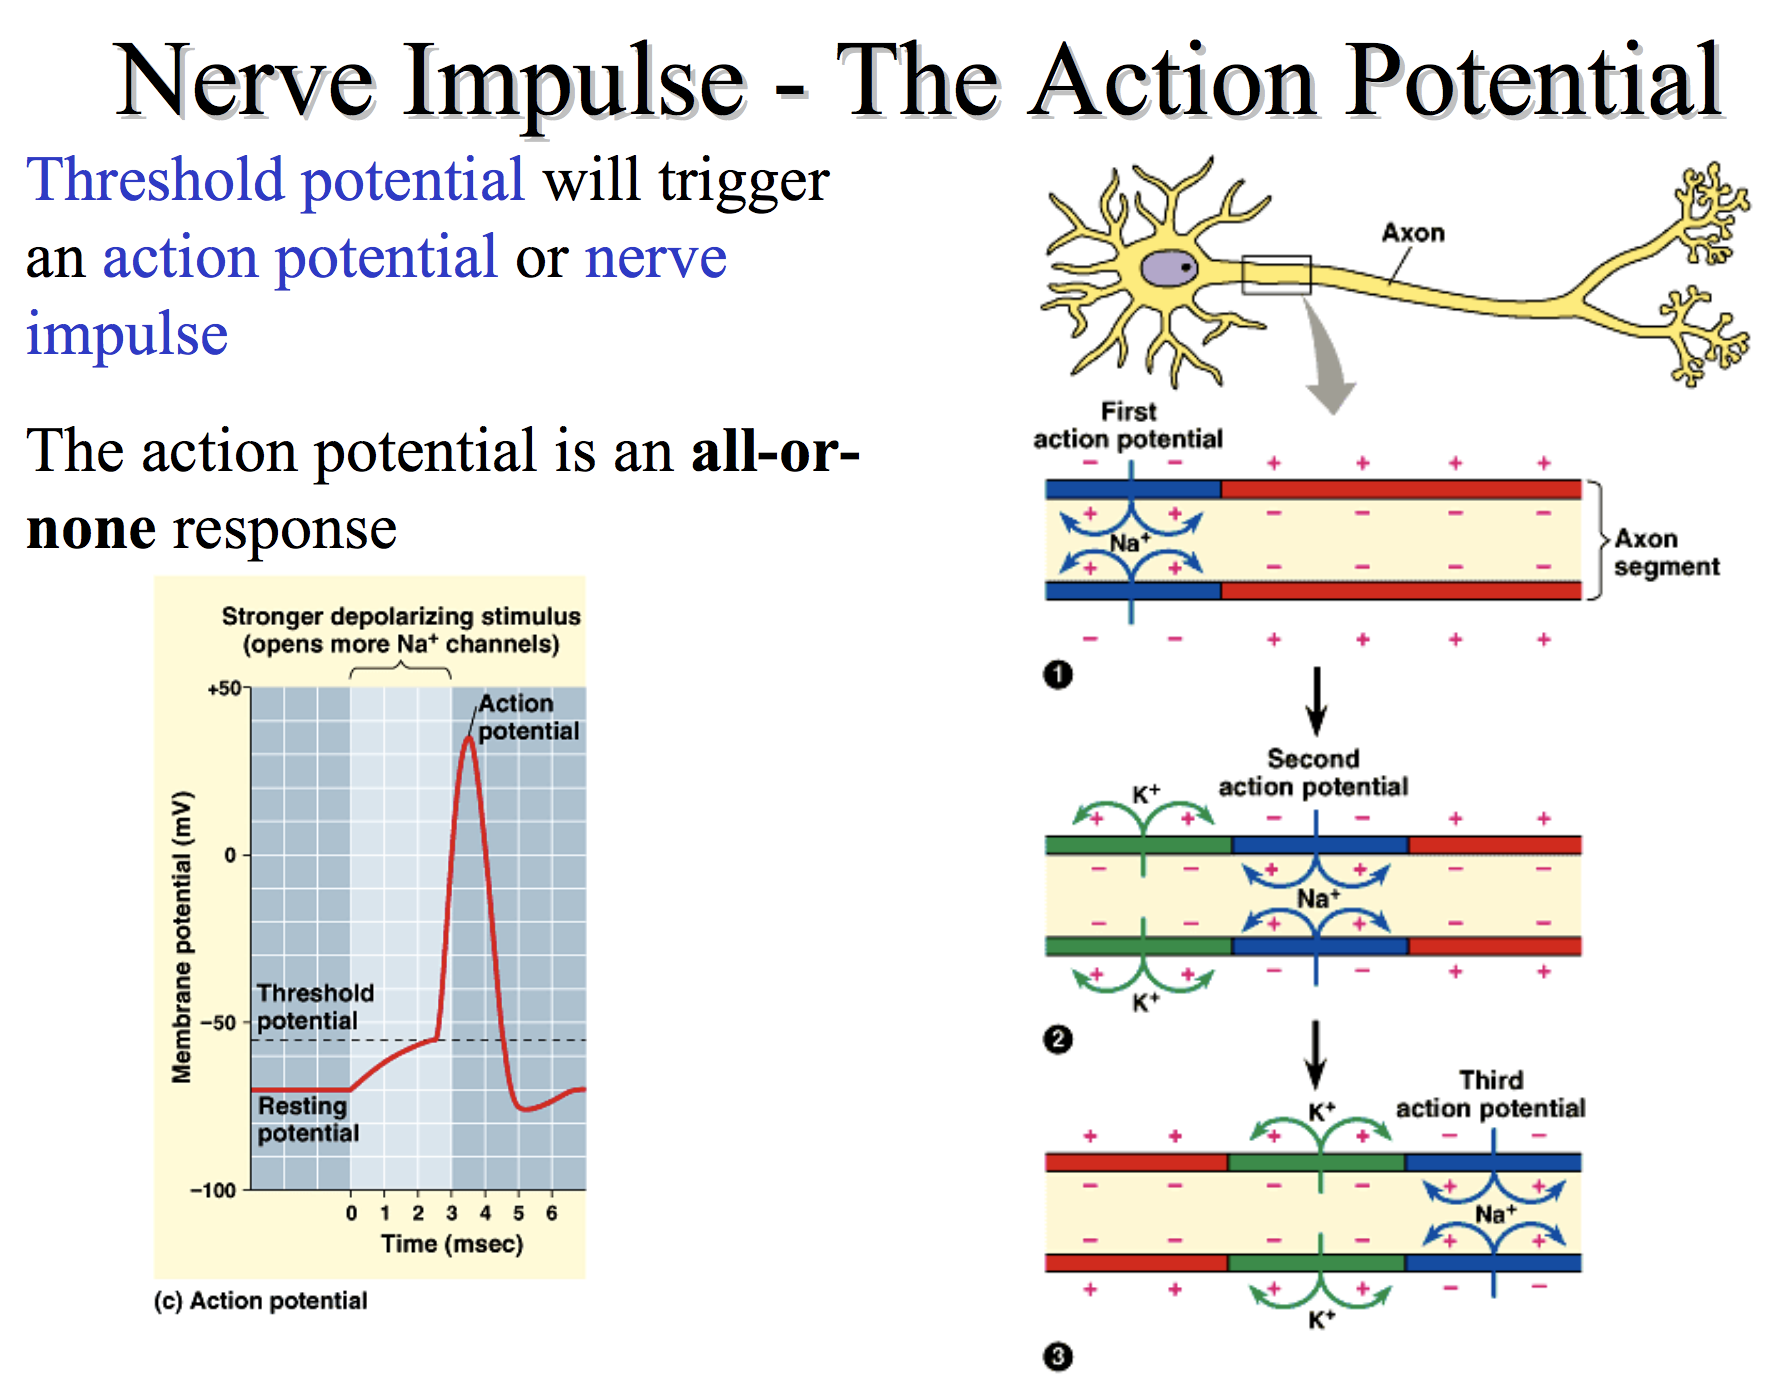 Nerve Impulse - The Action Potential
Threshold potential will trigger
an action potential or nerve
impulse
The action potential is an all-or-
none response
Stronger depolarizing stimulus
(opens more Na⁺ channels)
+50
Action
potential
0
Membrane potential (mV)
Threshold
potential
−50
Resting
potential
−100
0 1 2 3 4 5 6
Time (msec)
(c) Action potential
Axon
First
action potential
− − + + + +
+ + − − − −
Na⁺
+ + − − − −
Axon
segment
− − + + + +
1
Second
action potential
K⁺
+ + − − + +
− − + + − −
Na⁺
− − + + − −
+ + − − + +
K⁺
2
Third
action potential
K⁺
+ + + + − −
− − − − + +
Na⁺
− − − − + +
+ + + + − −
K⁺
3